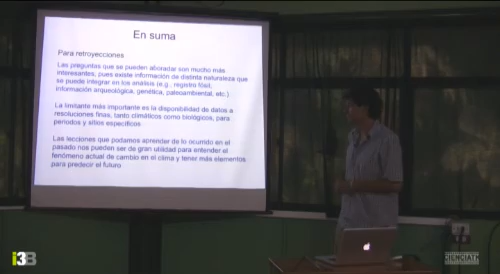 En suma
Para retroyecciones
Las preguntas que se pueden abordar son mucho más
interesantes, pues existe información de distinta naturaleza que
se puede integrar en los análisis (e.g., registro fósil,
información arqueológica, genética, paleoambiental, etc.).
La limitante más importante es la disponibilidad de datos a
resoluciones finas, tanto climáticos como biológicos, para
periodos y sitios específicos
Las lecciones que podamos aprender de lo ocurrido en el
pasado nos pueden ser de gran utilidad para entender el
fenómeno actual de cambio en el clima y tener más elementos
para predecir el futuro
i3B
CIENCIATK